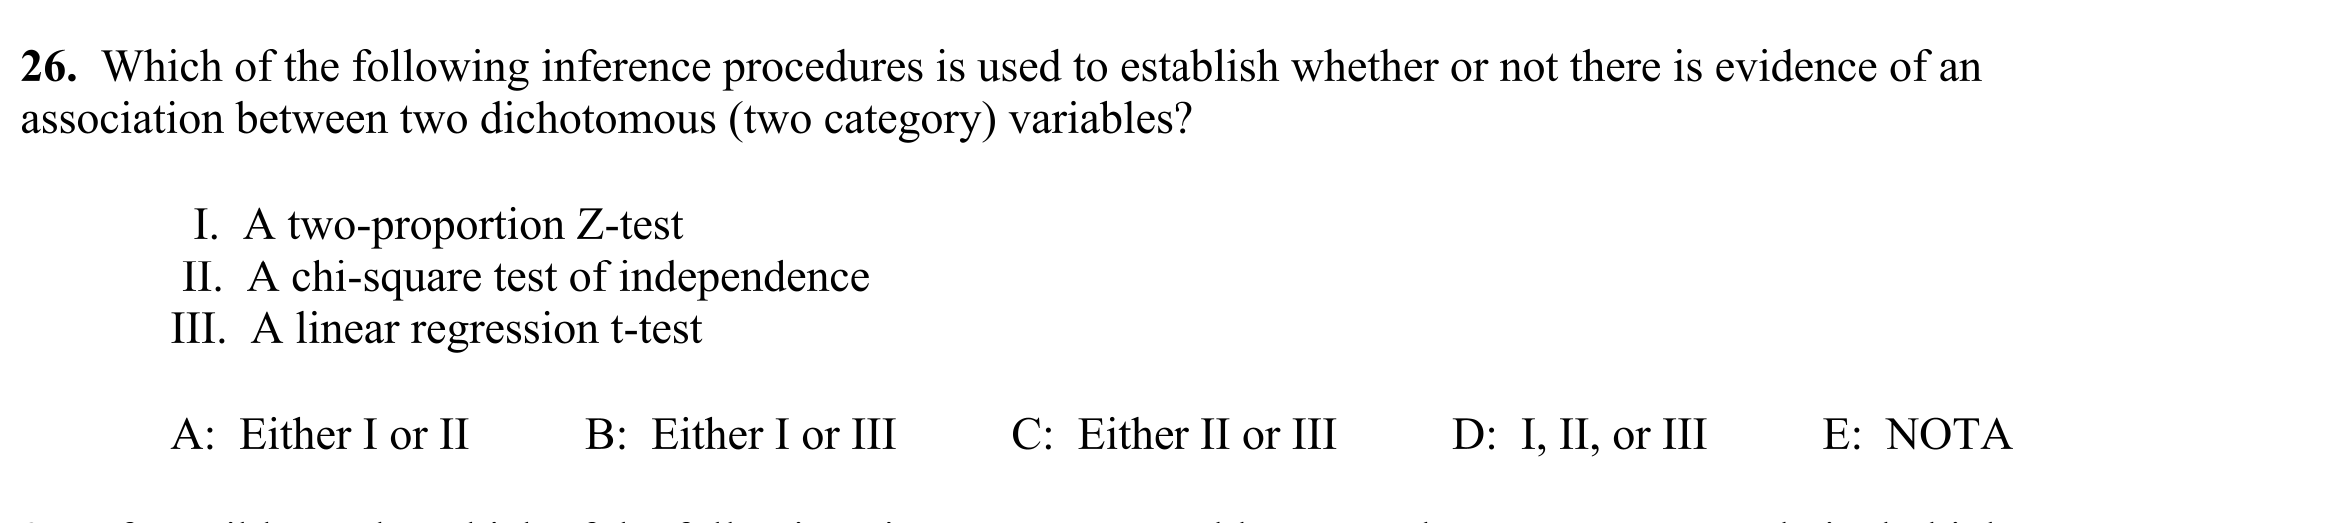 26. Which of the following inference procedures is used to establish whether or not there is evidence of an
association between two dichotomous (two category) variables?
I. A two-proportion Z-test
II. A chi-square test of independence
III. A linear regression t-test
A: Either I or II B: Either I or III C: Either II or III D: I, II, or III E: NOTA